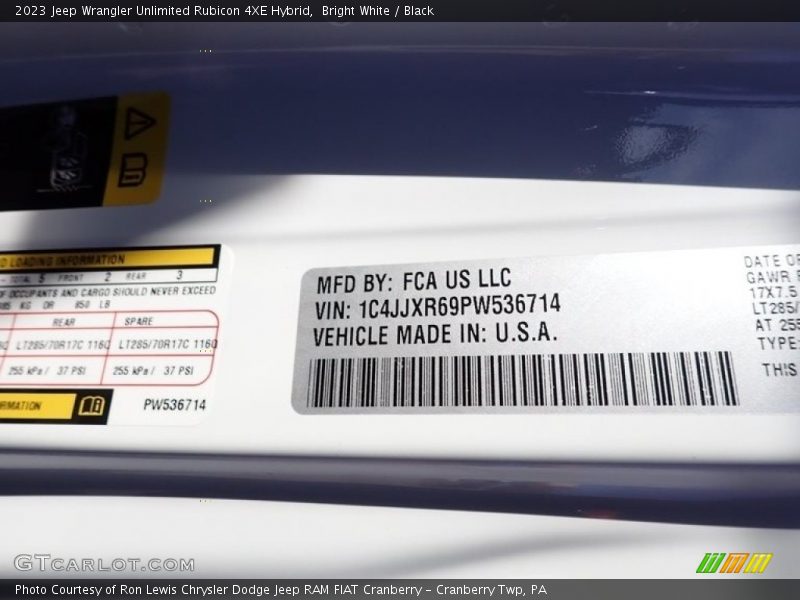 2023 Jeep Wrangler Unlimited Rubicon 4XE Hybrid,  Bright White / Black
D LOADING INFORMATION
TOTAL 5 FRONT 2 REAR 3
OF OCCUPANTS AND CARGO SHOULD NEVER EXCEED
KG OR 850 LB
REAR SPARE
LT285/70R17C 116Q LT285/70R17C 116Q
255 kPa / 37 PSI 255 kPa / 37 PSI
RMATION
PW536714
MFD BY: FCA US LLC
VIN: 1C4JJXR69PW536714
VEHICLE MADE IN: U.S.A.
DATE OF
GAWR
17X7.5
LT285/
AT 255
TYPE:
THIS
GTCARLOT.COM
Photo Courtesy of Ron Lewis Chrysler Dodge Jeep RAM FIAT Cranberry – Cranberry Twp, PA